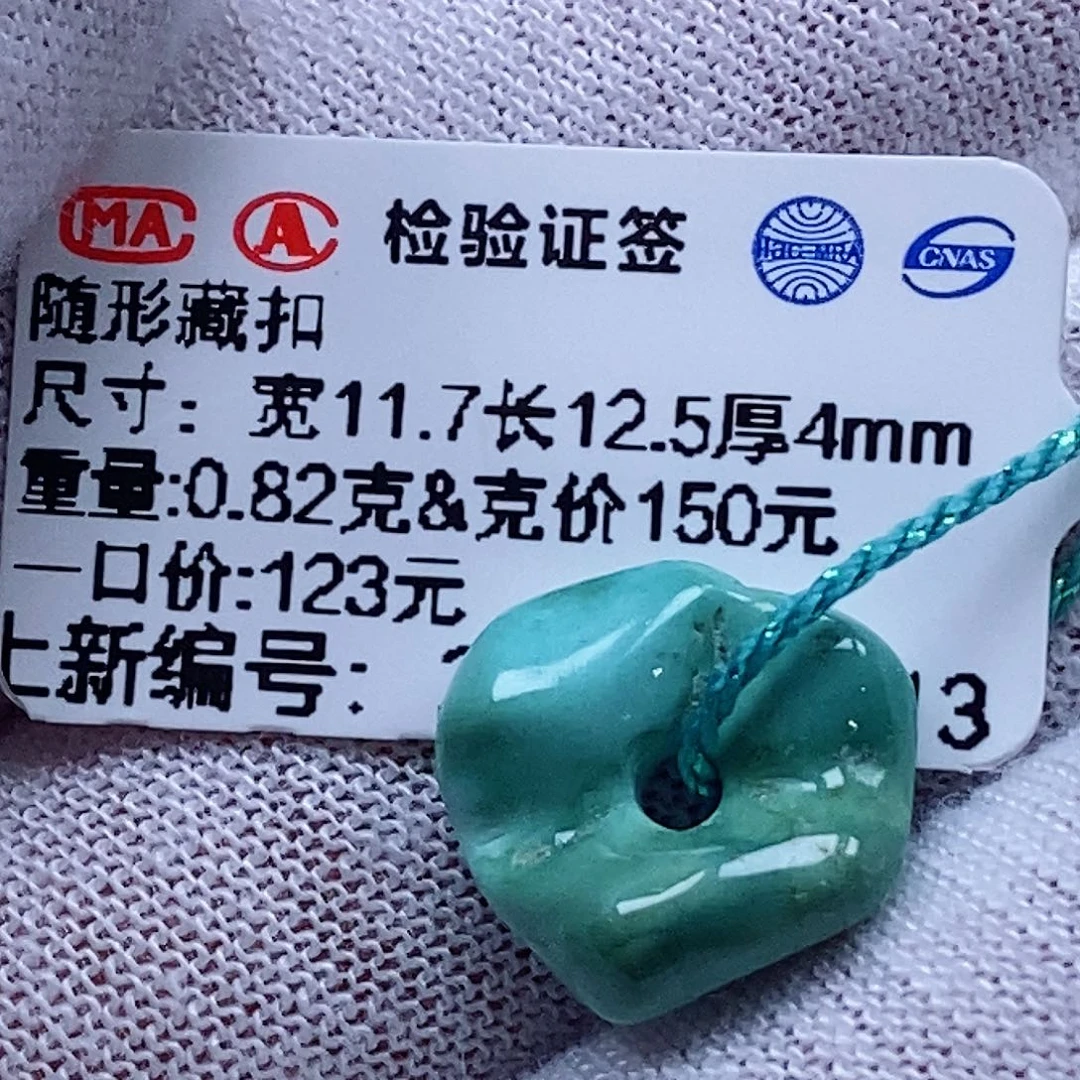 CMA CA 检验证签 CNAS
随形藏扣
尺寸：宽11.7长12.5厚4mm
重量:0.82克&克价150元
一口价:123元
上新编号： 13